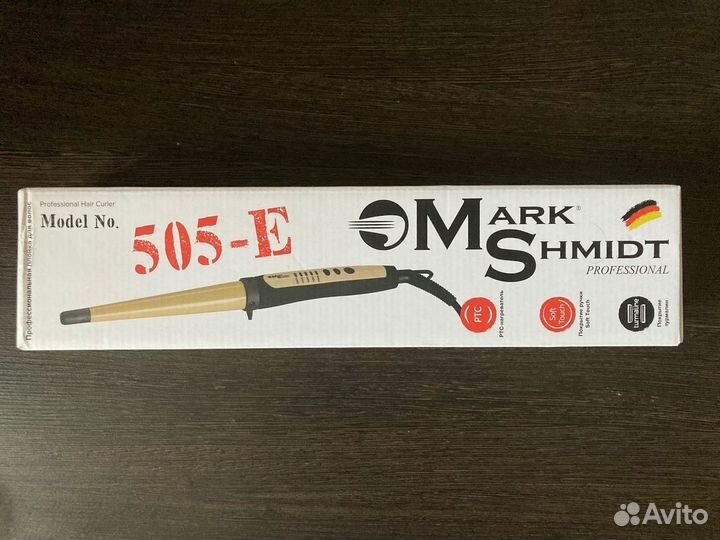 Professional Hair Curler
Model No.
505-E
MARK®
SHMIDT
PROFESSIONAL
Профессиональная плойка для волос
PTC
PTC-нагреватель
Soft
Touch
Покрытие ручки
Soft Touch
turmaline
Покрытие
турмалин
Avito